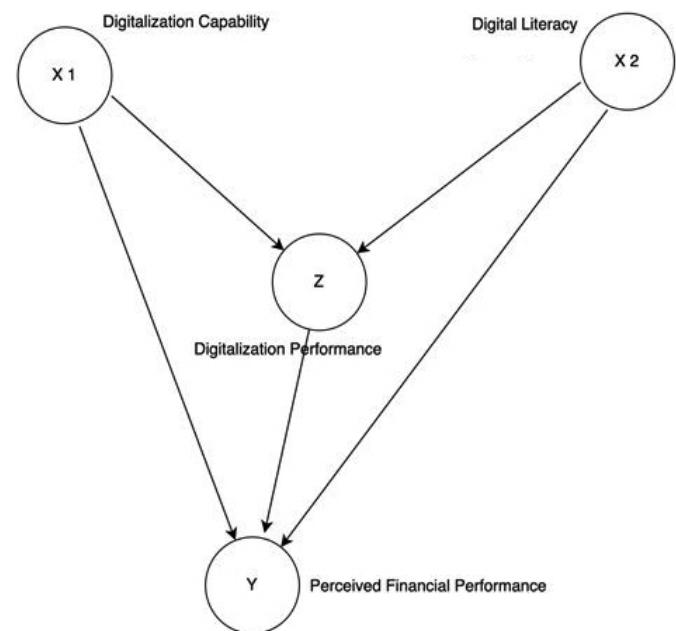 Digitalization Capability
Digital Literacy
X 1
X 2
Z
Digitalization Performance
Y
Perceived Financial Performance